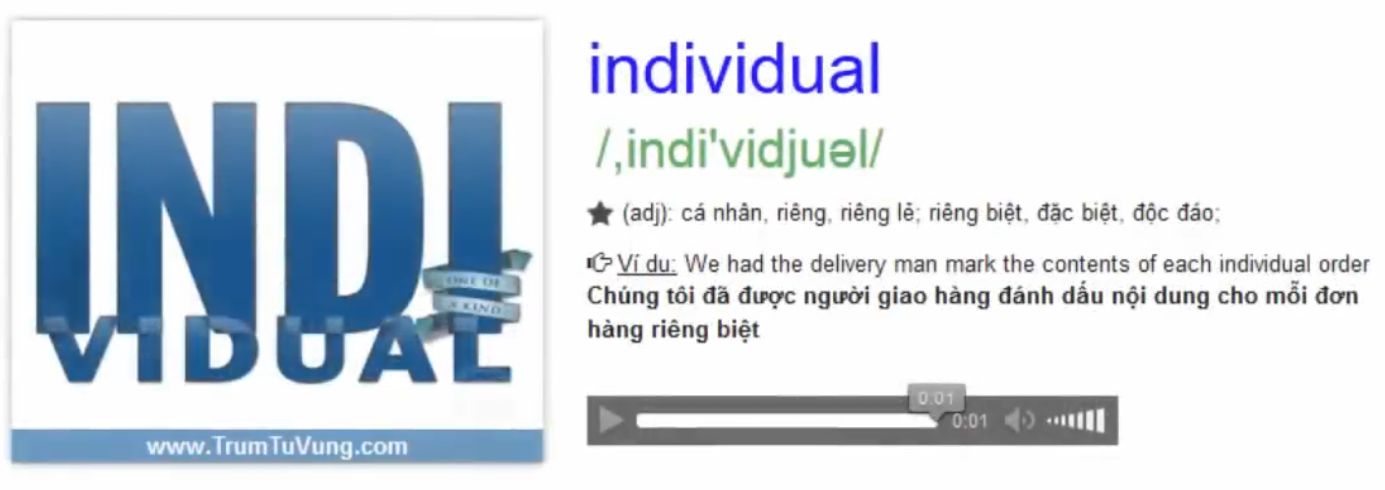 INDI
VIDUAL
ONE OF
A KIND
www.TrumTuVung.com
individual
/,indi'vidjuəl/
(adj): cá nhân, riêng, riêng lẽ; riêng biệt, đặc biệt, độc đáo;
Ví du: We had the delivery man mark the contents of each individual order
Chúng tôi đã được người giao hàng đánh dấu nội dung cho mỗi đơn
hàng riêng biệt
0:01
0:01